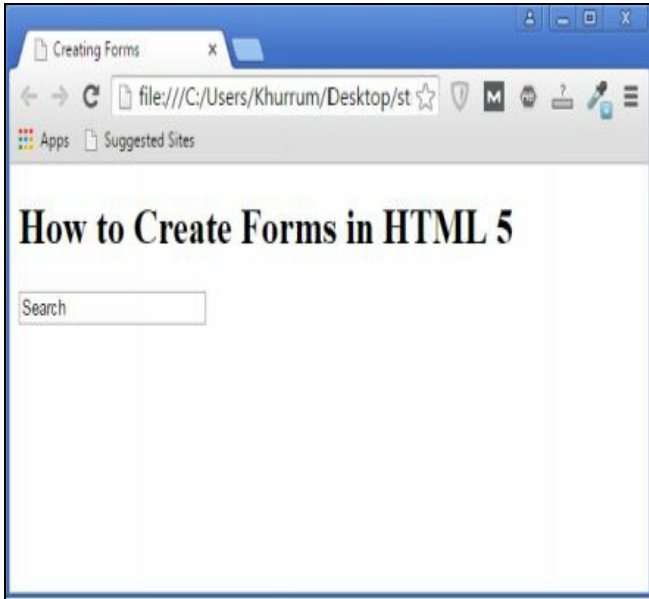 Creating Forms
file:///C:/Users/Khurrum/Desktop/st
Apps Suggested Sites
How to Create Forms in HTML 5
Search